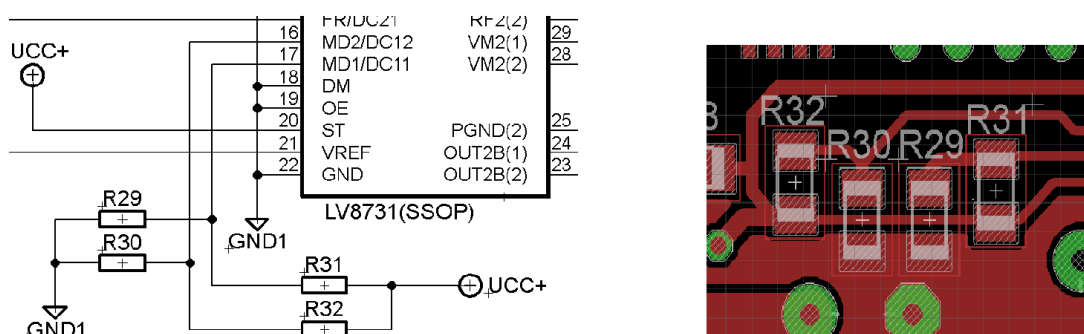 FR/DC21 RF2(2)
16 MD2/DC12 VM2(1) 29
17 MD1/DC11 VM2(2) 28
18 DM
19 OE
20 ST PGND(2) 25
21 VREF OUT2B(1) 24
22 GND OUT2B(2) 23
LV8731(SSOP)
UCC+
R29
R30
GND1
R31
R32
UCC+
GND1
R32
R30
R29
R31